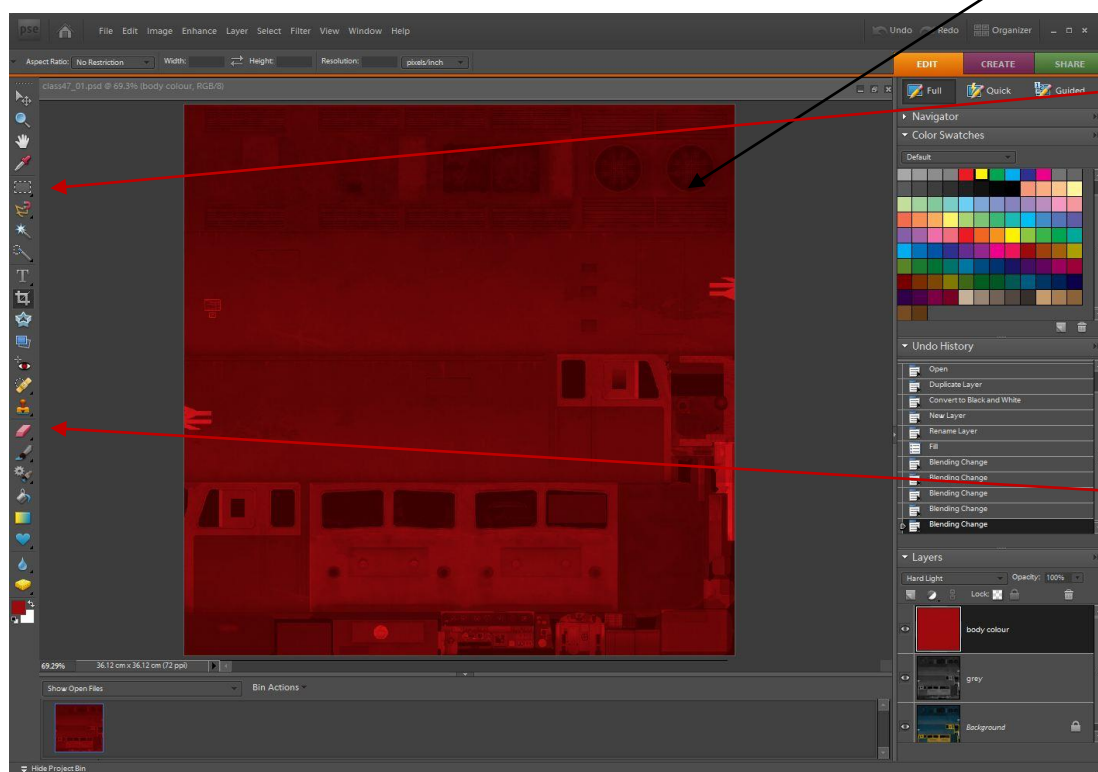 pse File Edit Image Enhance Layer Select Filter View Window Help Undo Redo Organizer
Aspect Ratio: No Restriction Width: Height: Resolution: pixels/inch EDIT CREATE SHARE
class47_01.psd @ 69.3% (body colour, RGB/8)
Full Quick Guided
Navigator
Color Swatches
Default
Undo History
Open
Duplicate Layer
Convert to Black and White
New Layer
Rename Layer
Fill
Blending Change
Blending Change
Blending Change
Blending Change
Blending Change
Layers
Hard Light Opacity: 100%
Lock:
body colour
grey
Background
69.29% 36.12 cm x 36.12 cm (72 ppi)
Show Open Files Bin Actions
Hide Project Bin